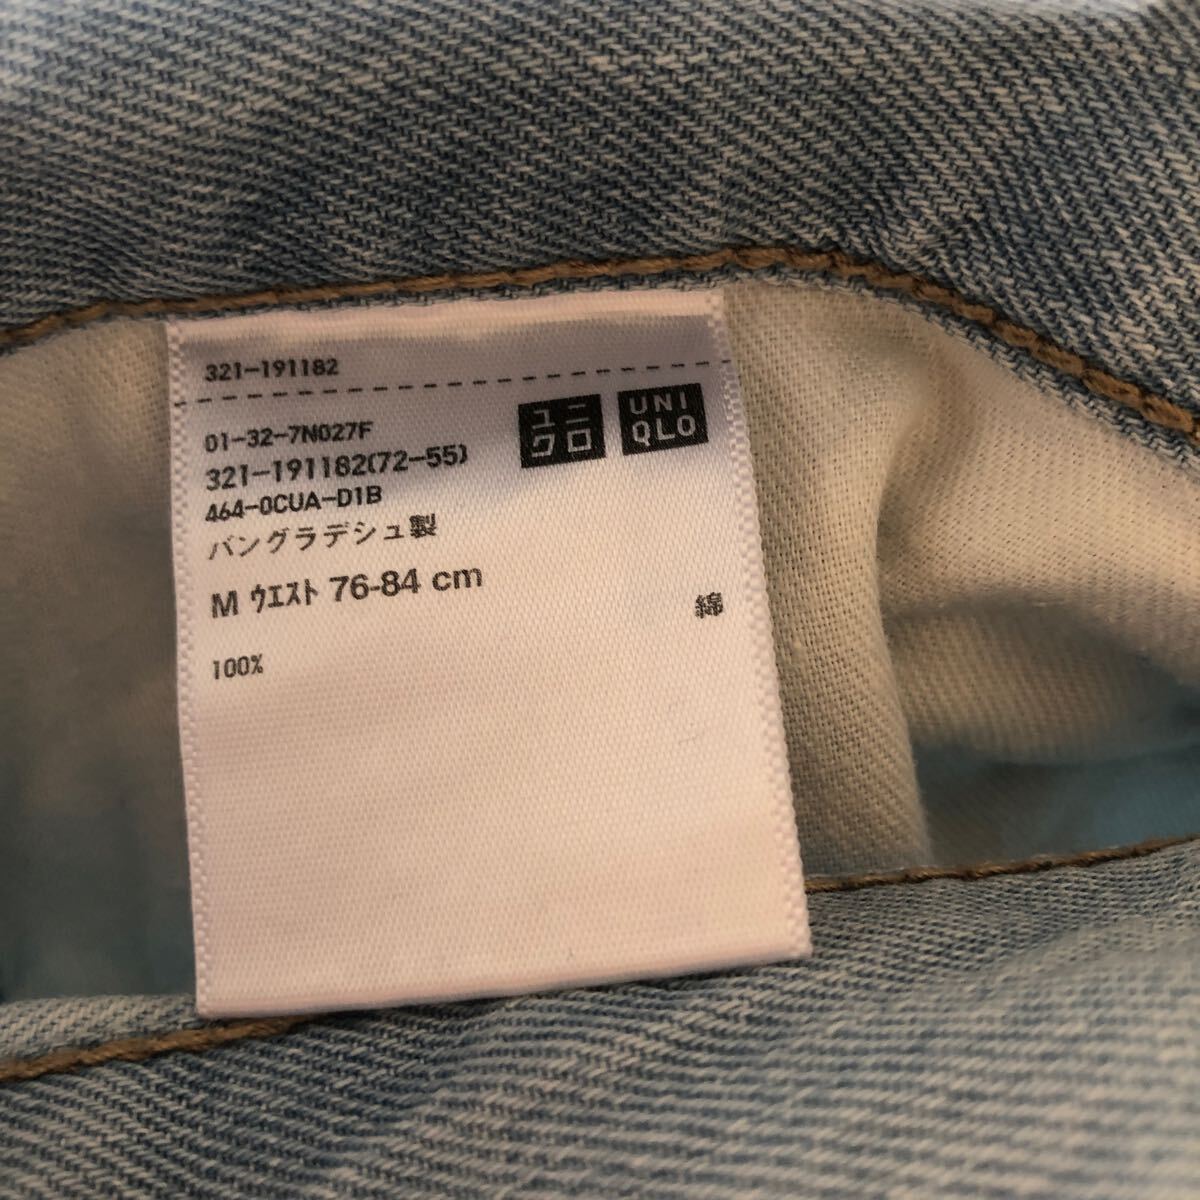 321-191182
ユニ
クロ
UNI
QLO
01-32-7N027F
321-191182(72-55)
464-0CUA-D1B
バングラデシュ製
M ウエスト 76-84 cm
綿
100%